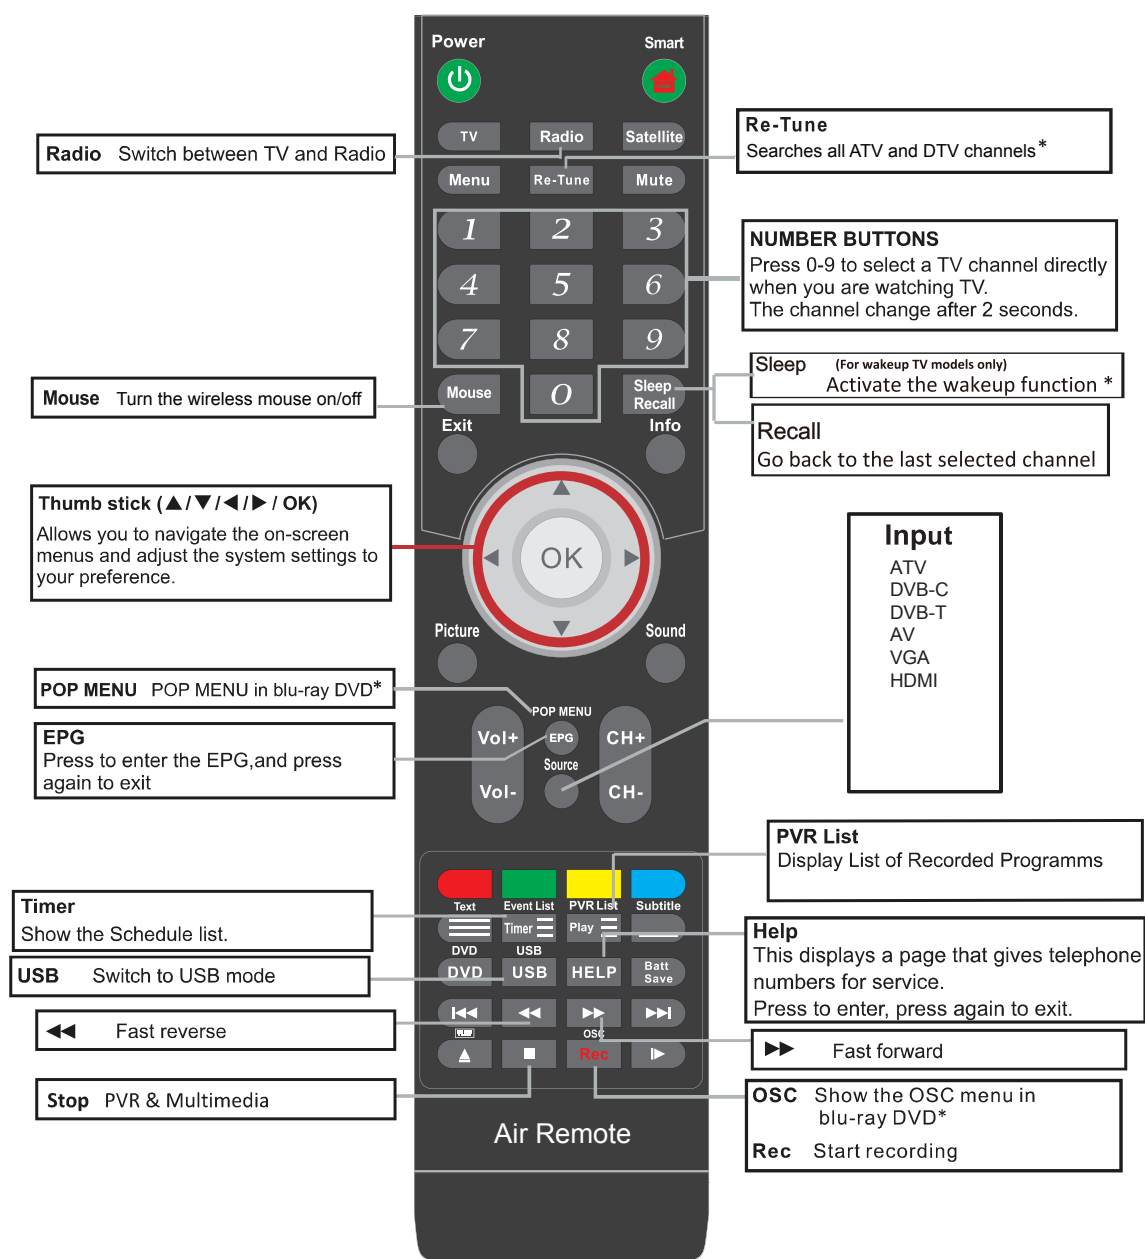 Power
Smart
TV
Radio
Satellite
Menu
Re-Tune
Mute
1
2
3
4
5
6
7
8
9
Mouse
0
Sleep
Recall
Exit
Info
OK
Picture
Sound
POP MENU
Vol+
EPG
CH+
Source
Vol-
CH-
Text
Event List
PVR List
Subtitle
Timer
Play
DVD
USB
DVD
USB
HELP
Batt
Save
OSC
Rec
Air Remote
Radio Switch between TV and Radio
Mouse Turn the wireless mouse on/off
Thumb stick (▲/▼/◀/▶ / OK)
Allows you to navigate the on-screen
menus and adjust the system settings to
your preference.
POP MENU POP MENU in blu-ray DVD*
EPG
Press to enter the EPG,and press
again to exit
Timer
Show the Schedule list.
USB Switch to USB mode
◀◀ Fast reverse
Stop PVR & Multimedia
Re-Tune
Searches all ATV and DTV channels*
NUMBER BUTTONS
Press 0-9 to select a TV channel directly
when you are watching TV.
The channel change after 2 seconds.
Sleep (For wakeup TV models only)
Activate the wakeup function *
Recall
Go back to the last selected channel
Input
ATV
DVB-C
DVB-T
AV
VGA
HDMI
PVR List
Display List of Recorded Programms
Help
This displays a page that gives telephone
numbers for service.
Press to enter, press again to exit.
▶▶ Fast forward
OSC Show the OSC menu in
blu-ray DVD*
Rec Start recording